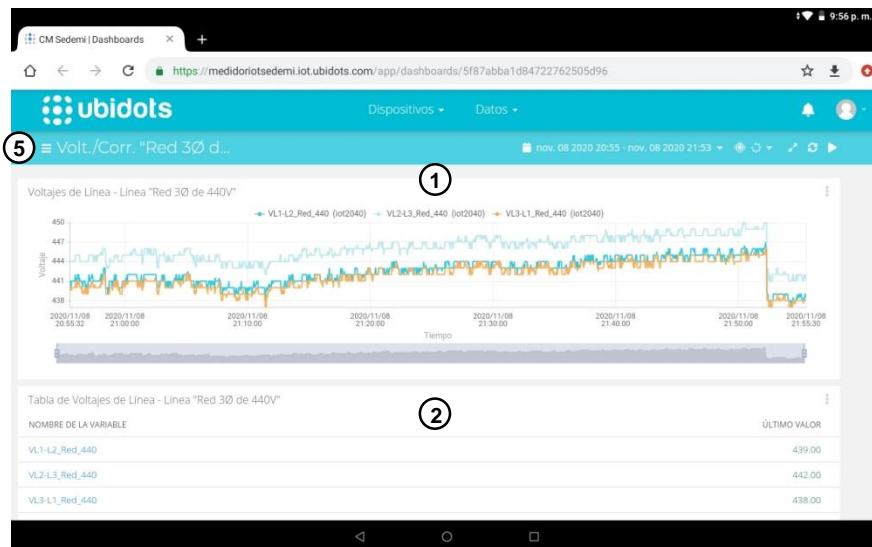 9:56 p. m.
CM Sedemi | Dashboards × +
https://medidoriotsedemi.iot.ubidots.com/app/dashboards/5f87abba1d84722762505d96
ubidots Dispositivos Datos
5 Volt./Corr. "Red 3Ø d... nov. 08 2020 20:55 - nov. 08 2020 21:53
1
Voltajes de Línea - Línea "Red 3Ø de 440V"
VL1-L2_Red_440 (iot2040) VL2-L3_Red_440 (iot2040) VL3-L1_Red_440 (iot2040)
450
447
444
441
438
Voltaje
2020/11/08 2020/11/08 2020/11/08 2020/11/08 2020/11/08 2020/11/08 2020/11/08 2020/11/08
20:55:32 21:00:00 21:10:00 21:20:00 21:30:00 21:40:00 21:50:00 21:55:30
Tiempo
Tabla de Voltajes de Línea - Línea "Red 3Ø de 440V"
2
NOMBRE DE LA VARIABLE ÚLTIMO VALOR
VL1-L2_Red_440 439.00
VL2-L3_Red_440 442.00
VL3-L1_Red_440 438.00